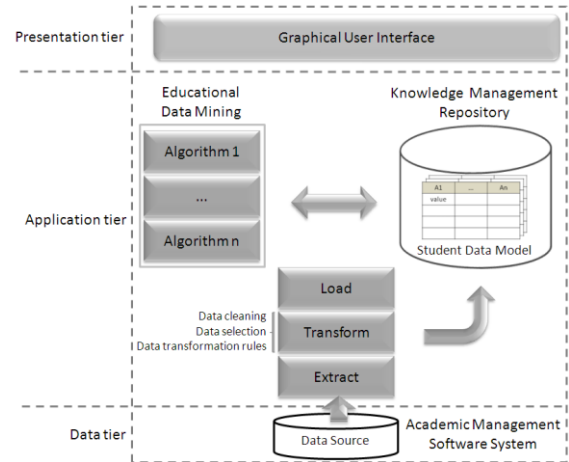 Presentation tier
Graphical User Interface
Educational
Data Mining
Knowledge Management
Repository
Algorithm 1
...
Algorithm n
A1 ... An
value
Student Data Model
Application tier
Load
Transform
Extract
Data cleaning
Data selection
Data transformation rules
Data tier
Data Source
Academic Management
Software System